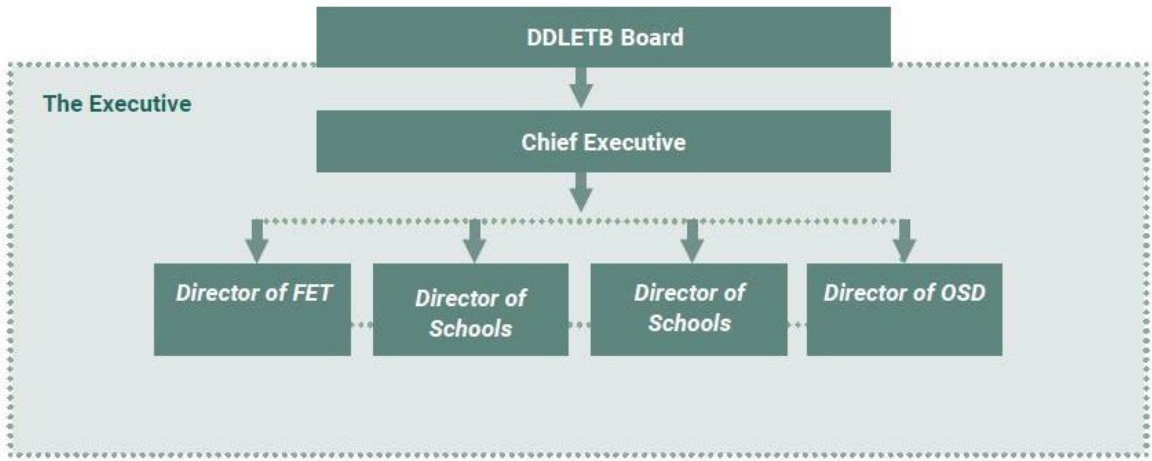 DDLETB Board
The Executive
Chief Executive
Director of FET
Director of
Schools
Director of
Schools
Director of OSD